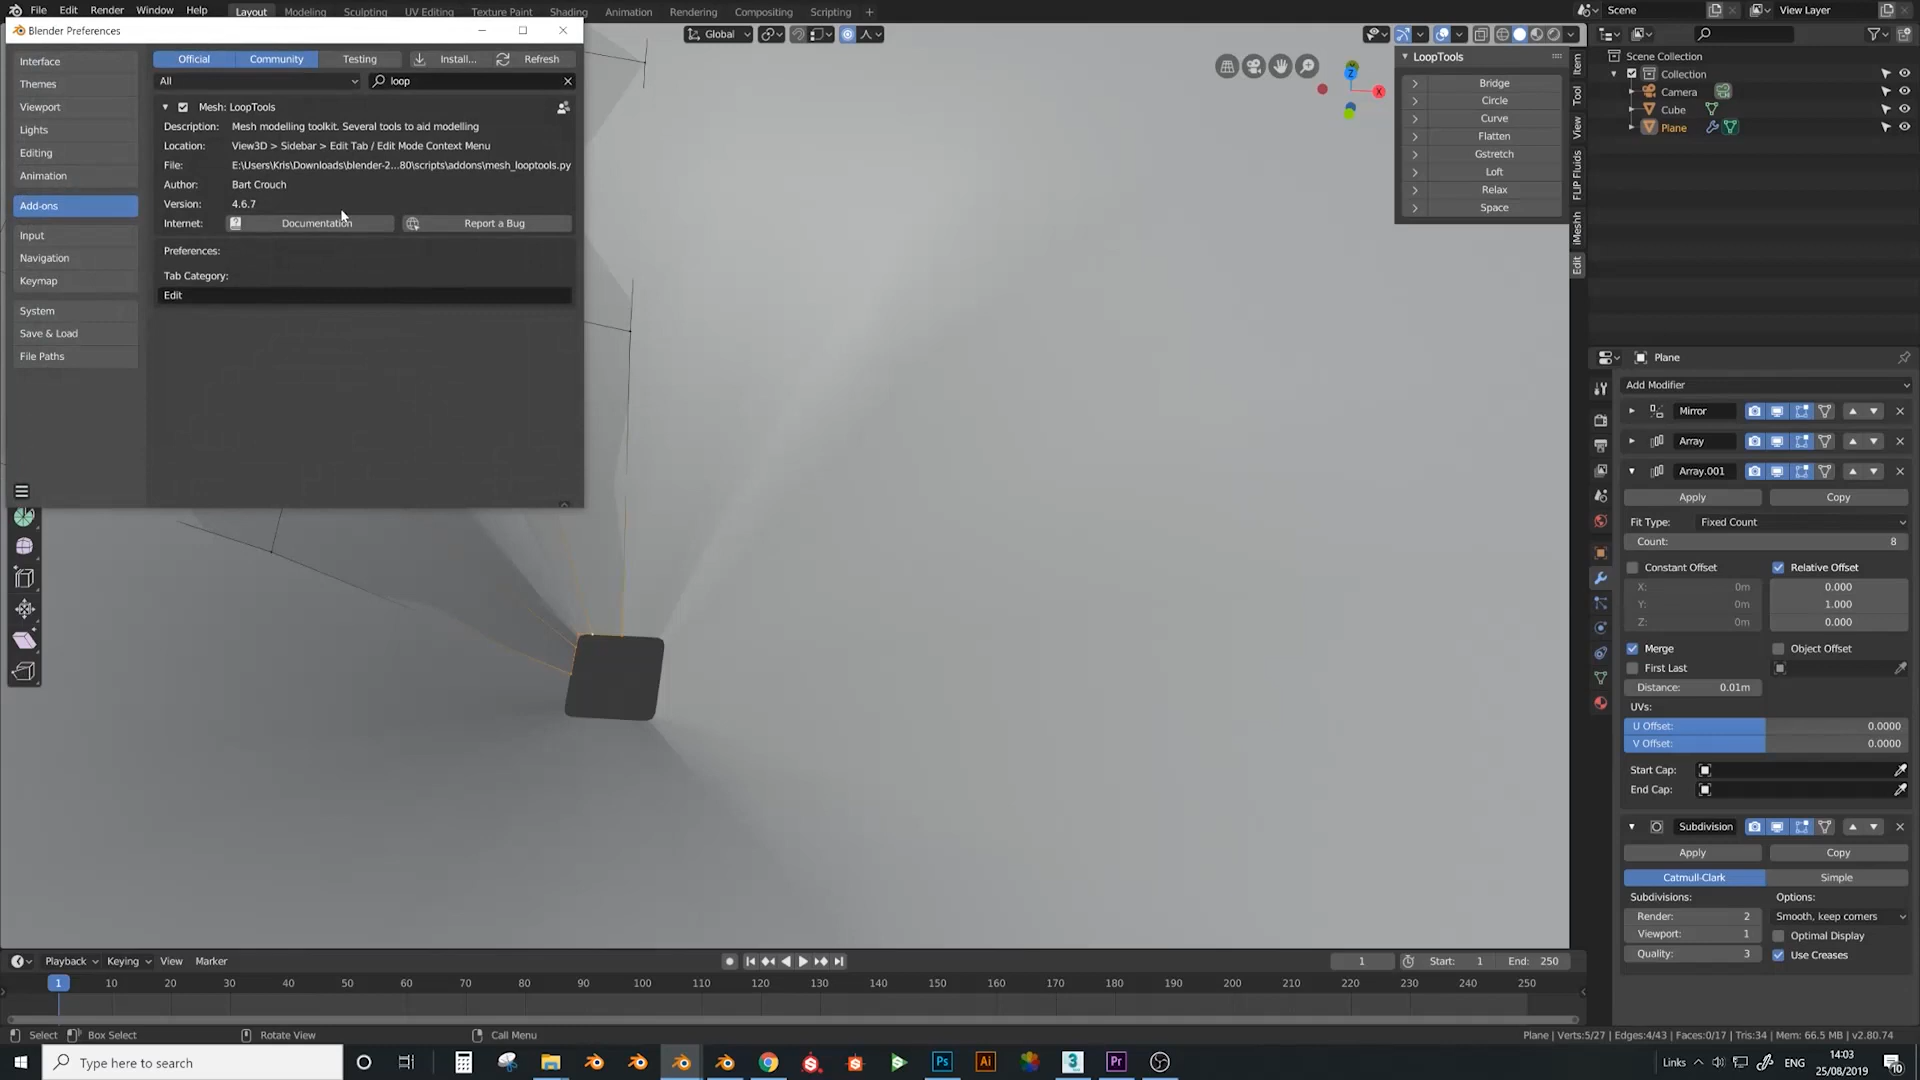 File Edit Render Window Help Layout Modeling Sculpting UV Editing Texture Paint Shading Animation Rendering Compositing Scripting + Scene View Layer
Blender Preferences
Global
Interface
Themes
Viewport
Lights
Editing
Animation
Add-ons
Input
Navigation
Keymap
System
Save & Load
File Paths
Official Community Testing Install... Refresh
All loop
Mesh: LoopTools
Description: Mesh modelling toolkit. Several tools to aid modelling
Location: View3D > Sidebar > Edit Tab / Edit Mode Context Menu
File: E:\Users\Kris\Downloads\blender-2...80\scripts\addons\mesh_looptools.py
Author: Bart Crouch
Version: 4.6.7
Internet: Documentation Report a Bug
Preferences:
Tab Category:
Edit
Z
X
LoopTools
Bridge
Circle
Curve
Flatten
Gstretch
Loft
Relax
Space
Item
Tool
View
FLIP Fluids
iMeshh
Edit
Scene Collection
Collection
Camera
Cube
Plane
Plane
Add Modifier
Mirror
Array
Array.001
Apply Copy
Fit Type: Fixed Count
Count: 8
Constant Offset Relative Offset
X: 0m 0.000
Y: 0m 1.000
Z: 0m 0.000
Merge Object Offset
First Last
Distance: 0.01m
UVs:
U Offset: 0.0000
V Offset: 0.0000
Start Cap:
End Cap:
Subdivision
Apply Copy
Catmull-Clark Simple
Subdivisions: Options:
Render: 2 Smooth, keep corners
Viewport: 1 Optimal Display
Quality: 3 Use Creases
Playback Keying View Marker 1 Start: 1 End: 250
1 10 20 30 40 50 60 70 80 90 100 110 120 130 140 150 160 170 180 190 200 210 220 230 240 250
Select Box Select Rotate View Call Menu Plane | Verts:5/27 | Edges:4/43 | Faces:0/17 | Tris:34 | Mem: 66.5 MB | v2.80.74
Type here to search Ps Ai 3 Pr Links ENG 14:03
25/08/2019
10